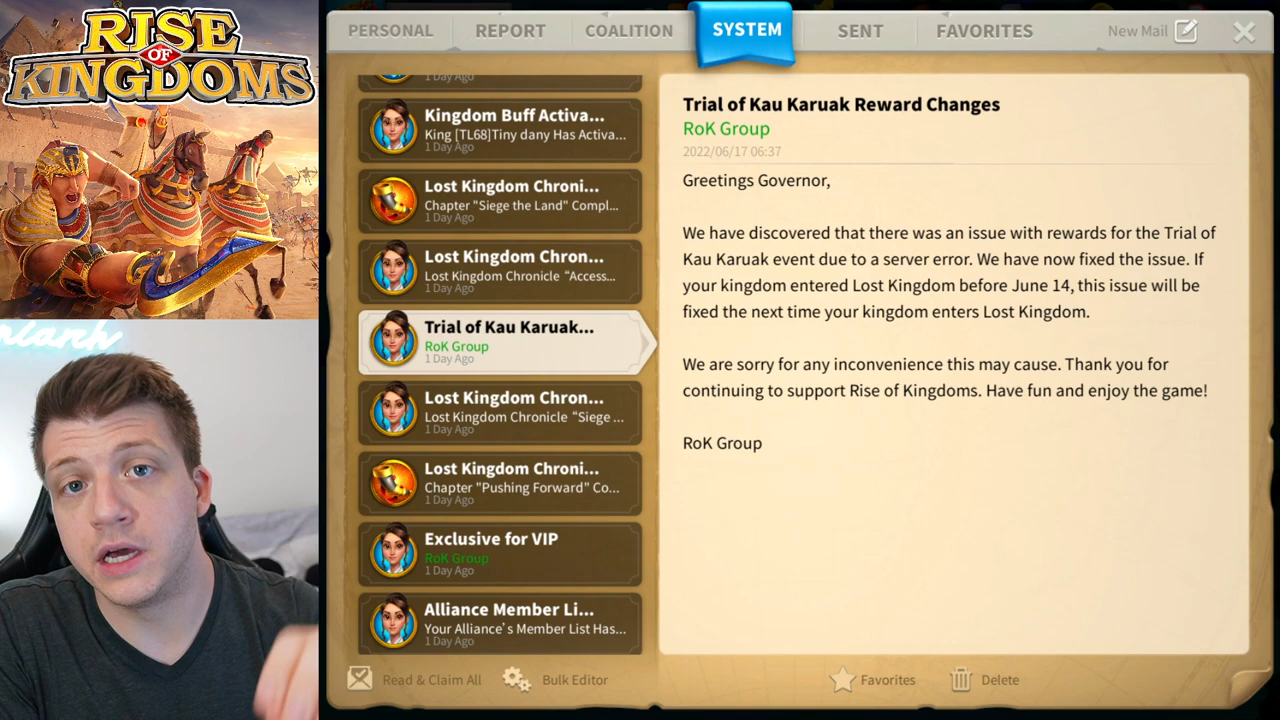 RISE
OF
KINGDOMS
PERSONAL
REPORT
COALITION
SYSTEM
SENT
FAVORITES
New Mail
1 Day Ago
Kingdom Buff Activa...
King [TL68]Tiny dany Has Activa...
1 Day Ago
Lost Kingdom Chroni...
Chapter "Siege the Land" Compl...
1 Day Ago
Lost Kingdom Chron...
Lost Kingdom Chronicle “Access...
1 Day Ago
Trial of Kau Karuak...
RoK Group
1 Day Ago
Lost Kingdom Chron...
Lost Kingdom Chronicle “Siege ...
1 Day Ago
Lost Kingdom Chroni...
Chapter "Pushing Forward" Co...
1 Day Ago
Exclusive for VIP
RoK Group
1 Day Ago
Alliance Member Li...
Your Alliance’s Member List Has...
1 Day Ago
Read & Claim All
Bulk Editor
Trial of Kau Karuak Reward Changes
RoK Group
2022/06/17 06:37
Greetings Governor,
We have discovered that there was an issue with rewards for the Trial of
Kau Karuak event due to a server error. We have now fixed the issue. If
your kingdom entered Lost Kingdom before June 14, this issue will be
fixed the next time your kingdom enters Lost Kingdom.
We are sorry for any inconvenience this may cause. Thank you for
continuing to support Rise of Kingdoms. Have fun and enjoy the game!
RoK Group
Favorites
Delete